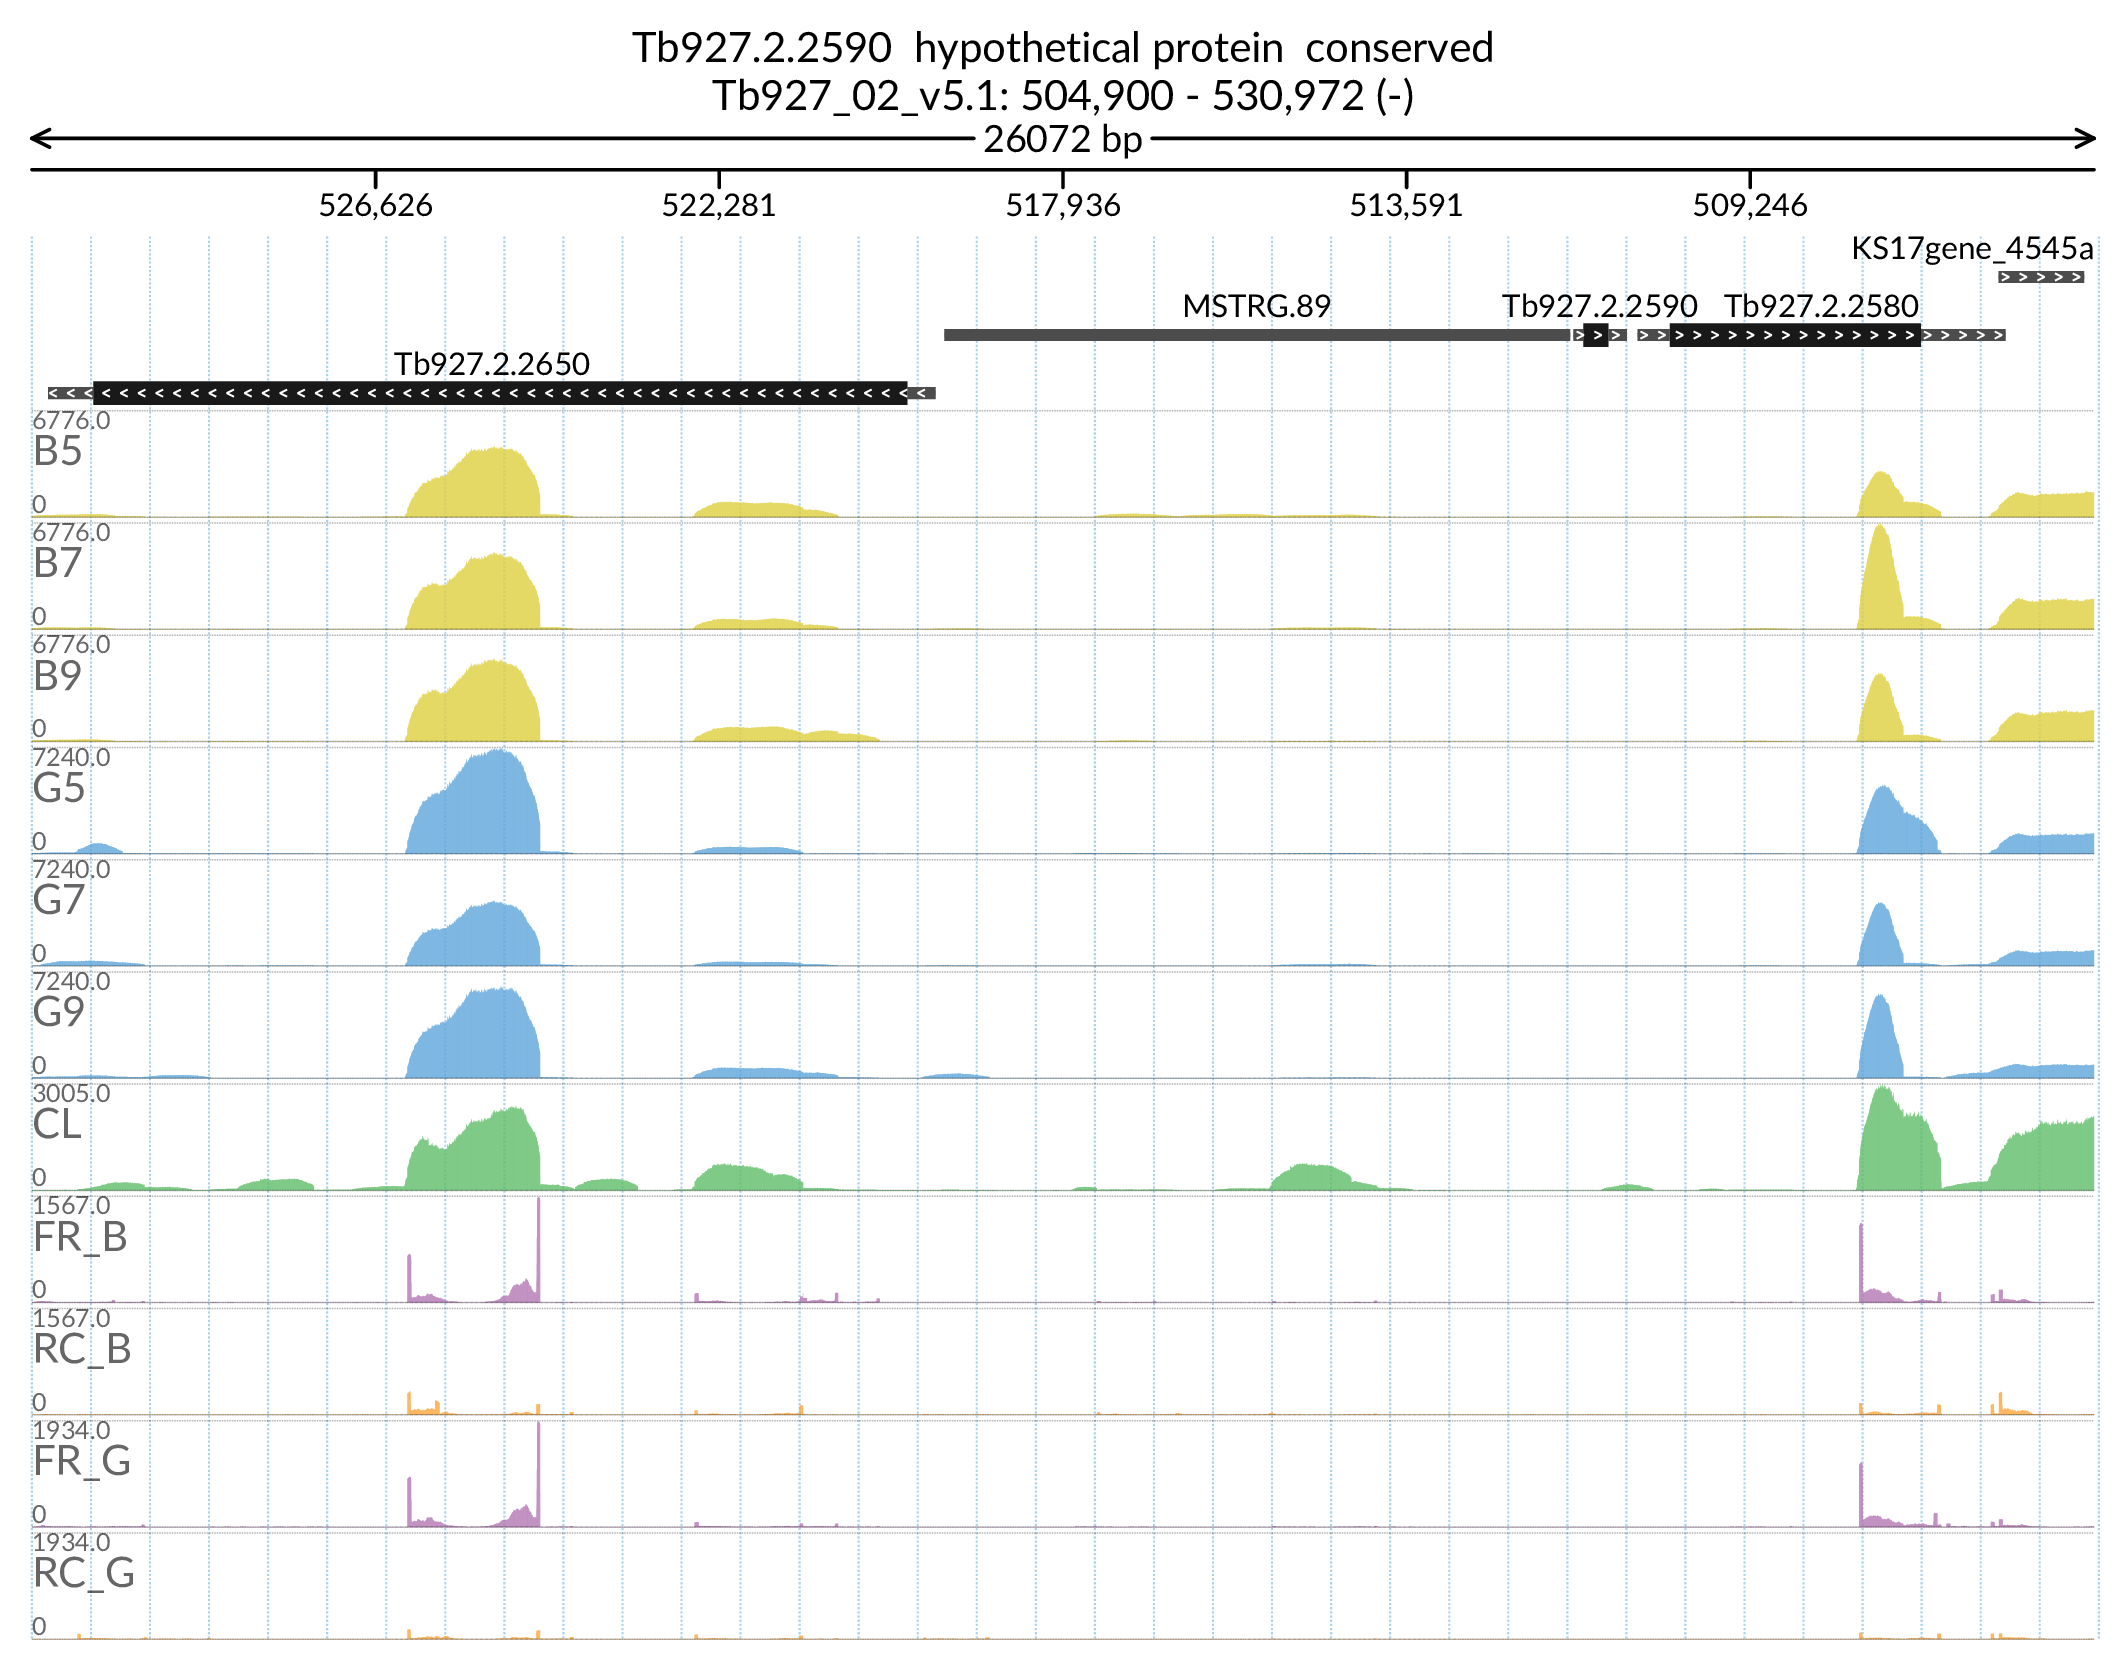 Tb927.2.2590  hypothetical protein  conserved
Tb927_02_v5.1: 504,900 - 530,972 (-)
26072 bp
526,626 522,281 517,936 513,591 509,246
KS17gene_4545a
MSTRG.89 Tb927.2.2590 Tb927.2.2580
Tb927.2.2650
6776.0
B5
0
6776.0
B7
0
6776.0
B9
0
7240.0
G5
0
7240.0
G7
0
7240.0
G9
0
3005.0
CL
0
1567.0
FR_B
0
1567.0
RC_B
0
1934.0
FR_G
0
1934.0
RC_G
0